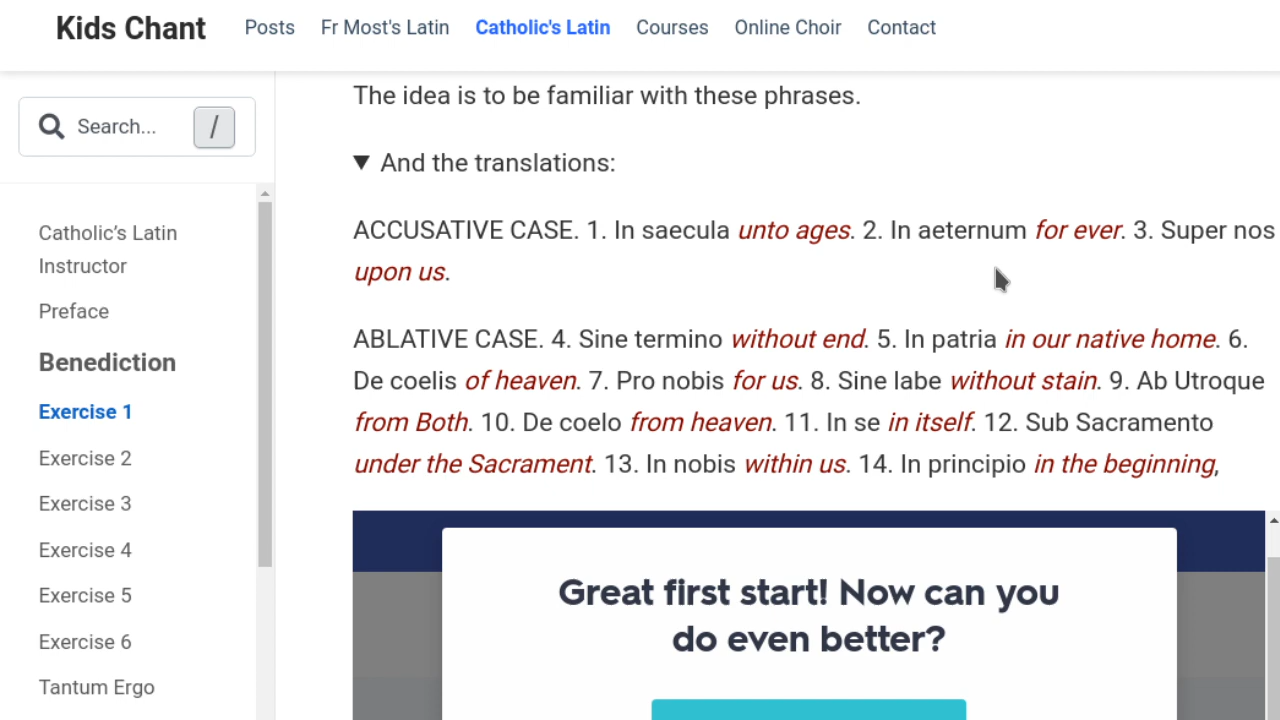 Kids Chant Posts Fr Most's Latin Catholic's Latin Courses Online Choir Contact
Search... /
Catholic's Latin
Instructor
Preface
Benediction
Exercise 1
Exercise 2
Exercise 3
Exercise 4
Exercise 5
Exercise 6
Tantum Ergo
The idea is to be familiar with these phrases.
▼ And the translations:
ACCUSATIVE CASE. 1. In saecula unto ages. 2. In aeternum for ever. 3. Super nos
upon us.
ABLATIVE CASE. 4. Sine termino without end. 5. In patria in our native home. 6.
De coelis of heaven. 7. Pro nobis for us. 8. Sine labe without stain. 9. Ab Utroque
from Both. 10. De coelo from heaven. 11. In se in itself. 12. Sub Sacramento
under the Sacrament. 13. In nobis within us. 14. In principio in the beginning,
Great first start! Now can you
do even better?